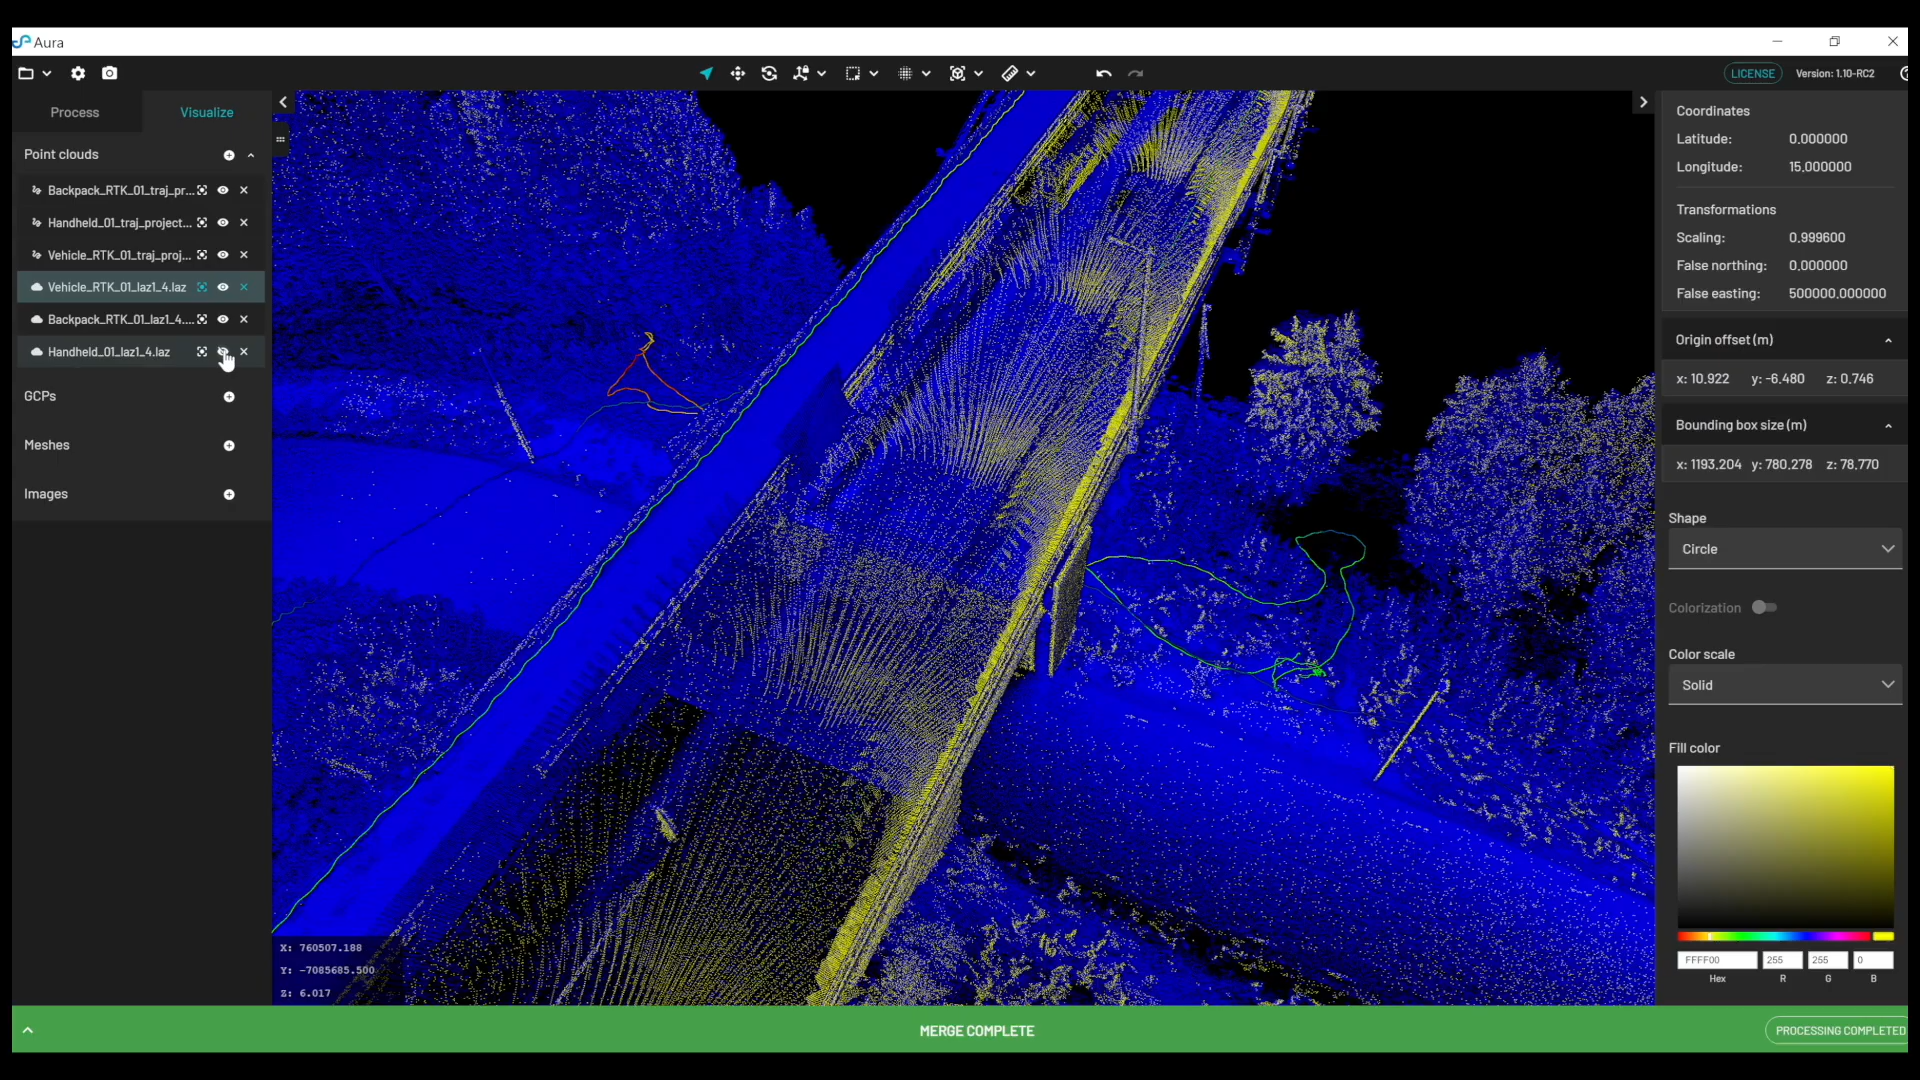 Aura
LICENSE
Version: 1.10-RC2
Process
Visualize
Point clouds
Backpack_RTK_01_traj_pr...
Handheld_01_traj_project...
Vehicle_RTK_01_traj_proj...
Vehicle_RTK_01_laz1_4.laz
Backpack_RTK_01_laz1_4....
Handheld_01_laz1_4.laz
GCPs
Meshes
Images
X: 760507.188
Y: -7085685.500
Z: 6.017
Coordinates
Latitude: 0.000000
Longitude: 15.000000
Transformations
Scaling: 0.999600
False northing: 0.000000
False easting: 500000.000000
Origin offset (m)
x: 10.922 y: -6.480 z: 0.746
Bounding box size (m)
x: 1193.204 y: 780.278 z: 78.770
Shape
Circle
Colorization
Color scale
Solid
Fill color
FFFF00 255 255 0
Hex R G B
MERGE COMPLETE
PROCESSING COMPLETED